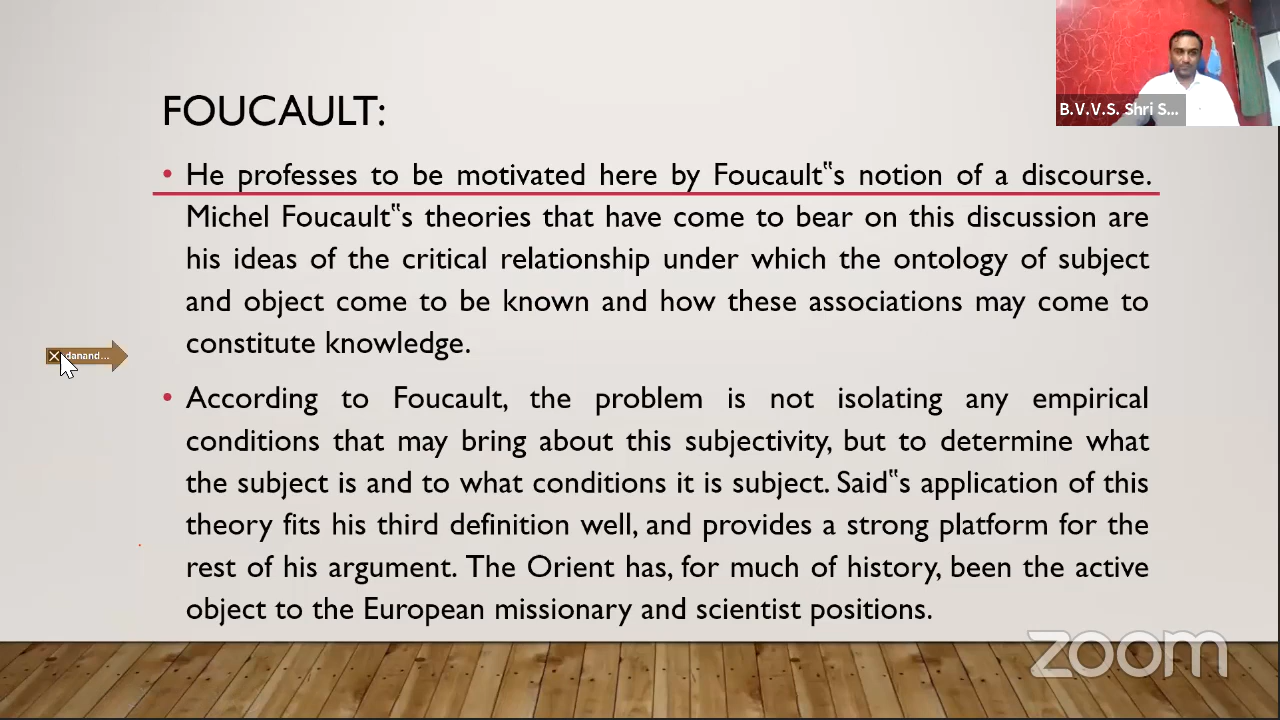 FOUCAULT:
B.V.V.S. Shri S...
• He professes to be motivated here by Foucault‟s notion of a discourse.
Michel Foucault‟s theories that have come to bear on this discussion are
his ideas of the critical relationship under which the ontology of subject
and object come to be known and how these associations may come to
constitute knowledge.
danand...
• According to Foucault, the problem is not isolating any empirical
conditions that may bring about this subjectivity, but to determine what
the subject is and to what conditions it is subject. Said‟s application of this
theory fits his third definition well, and provides a strong platform for the
rest of his argument. The Orient has, for much of history, been the active
object to the European missionary and scientist positions.
zoom